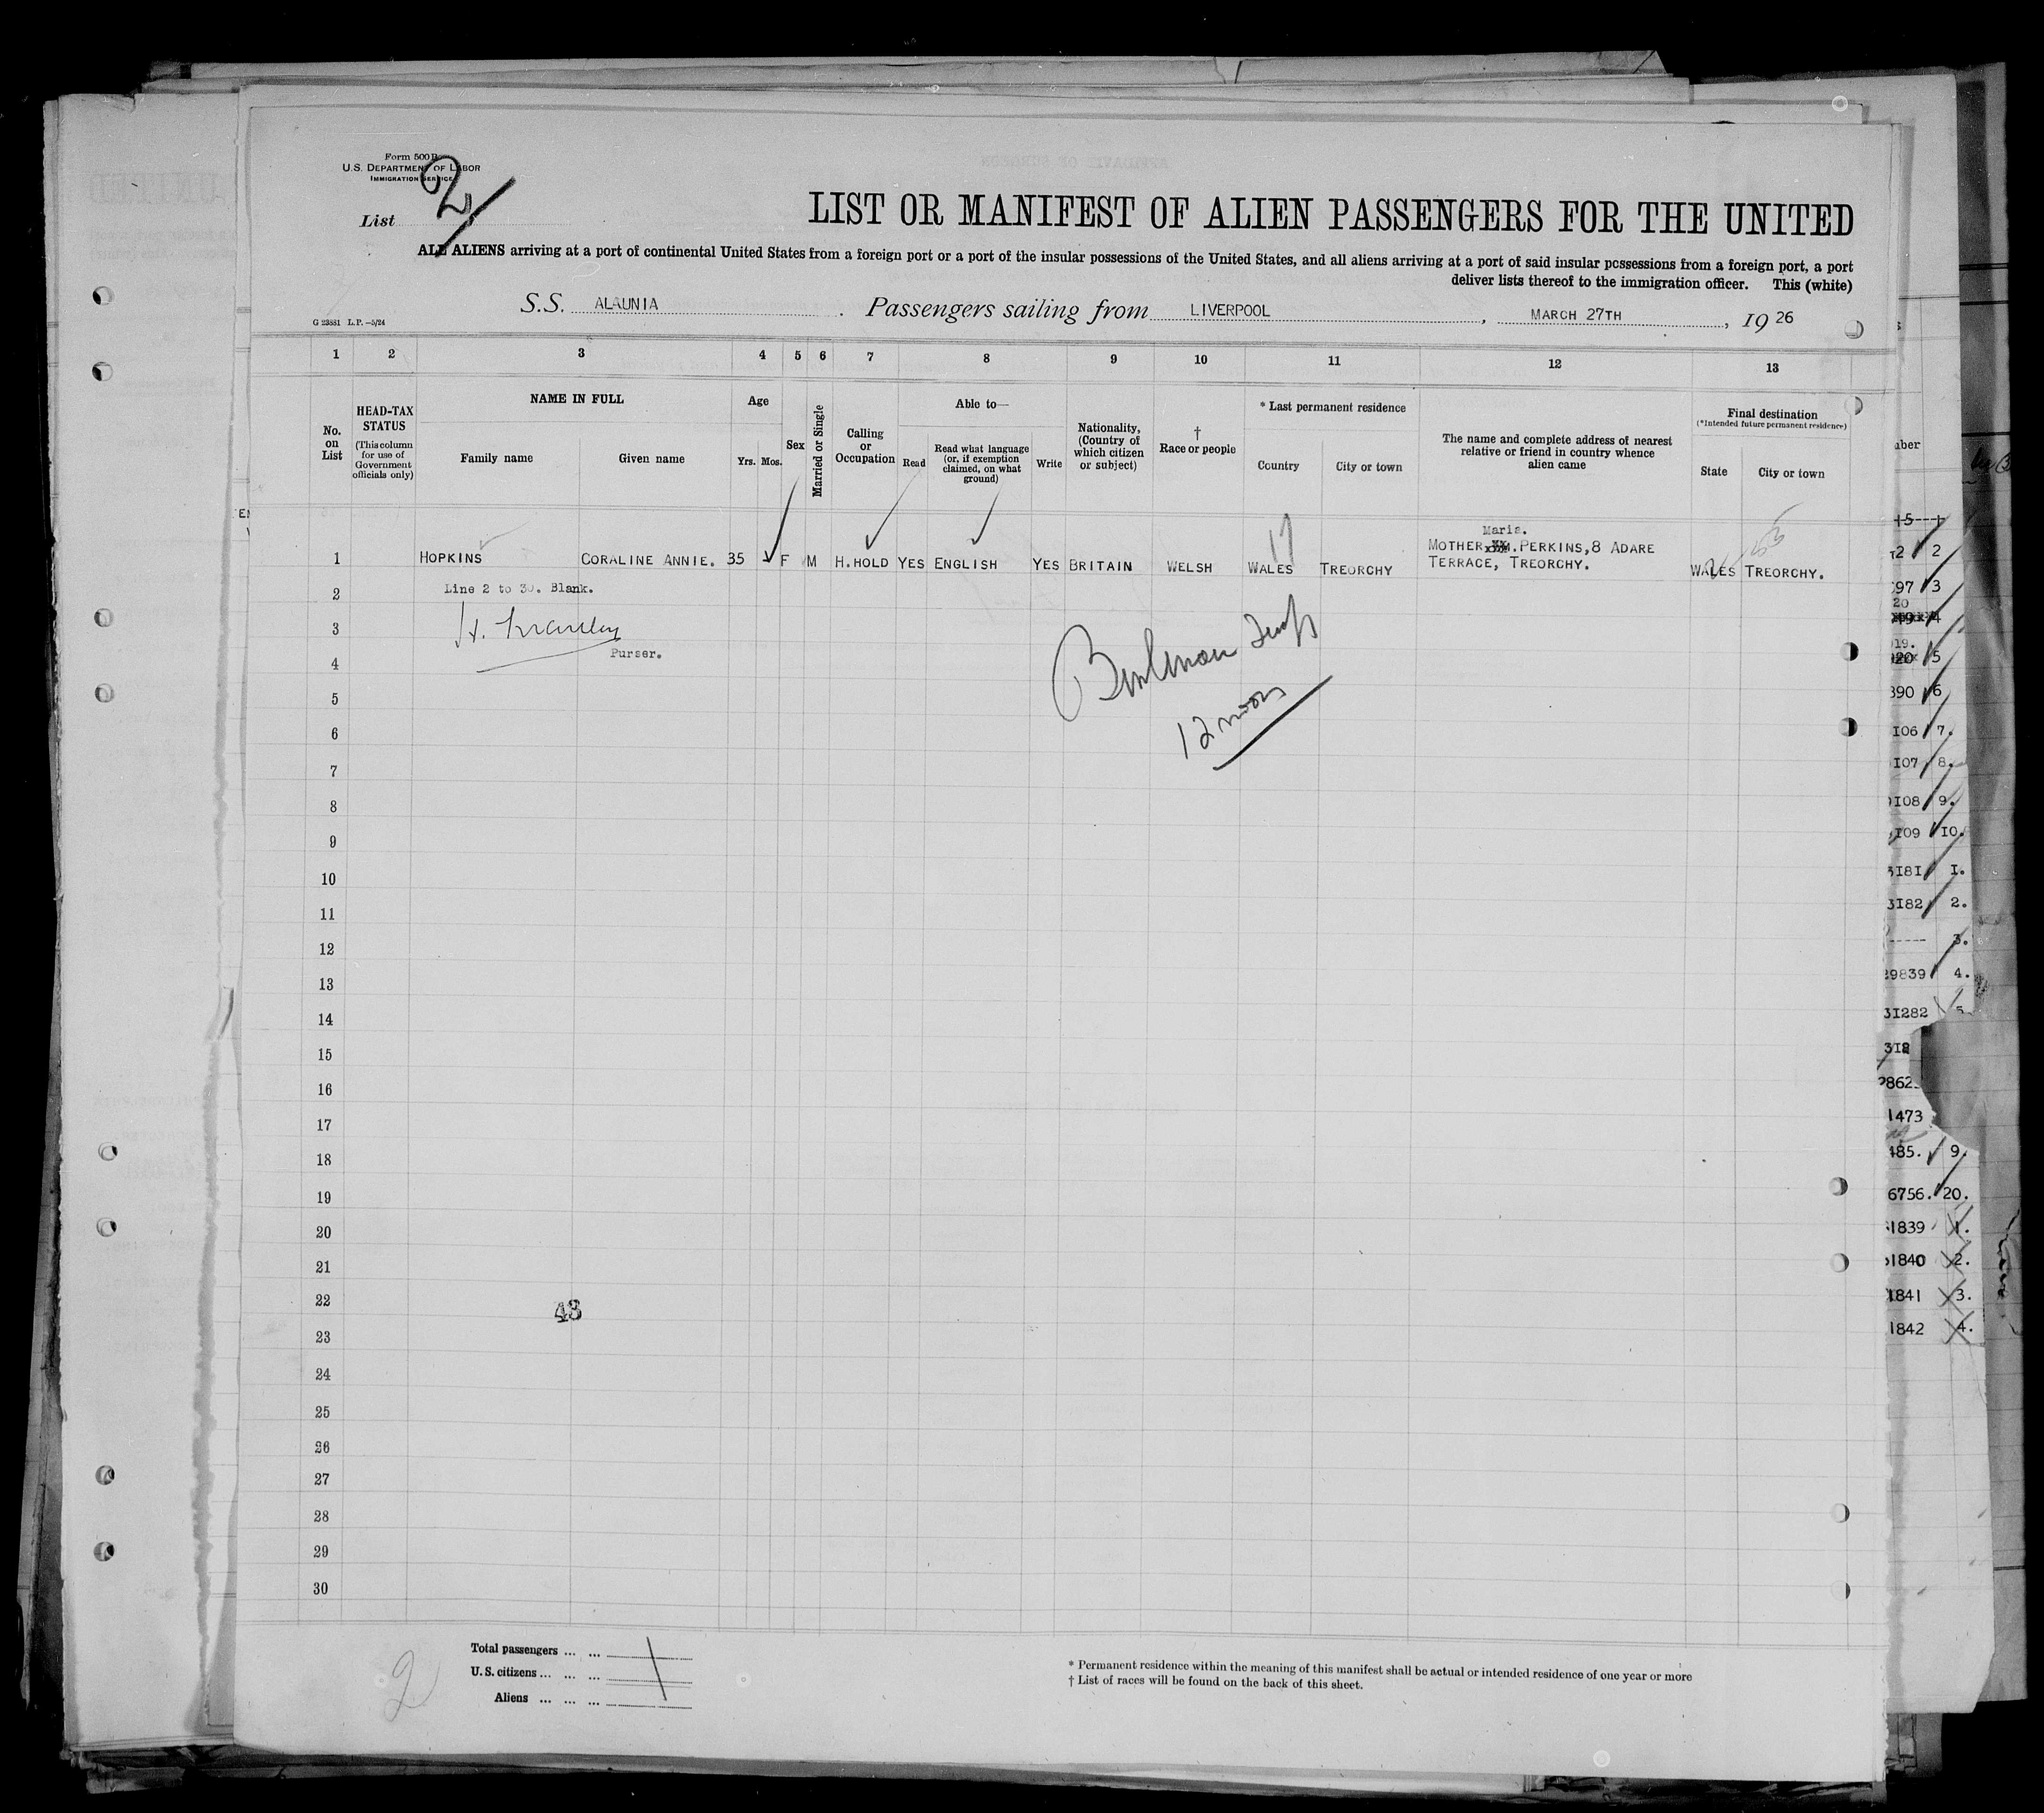 Form 500 B
U.S. DEPARTMENT OF LABOR
IMMIGRATION SERVICE
List 2
LIST OR MANIFEST OF ALIEN PASSENGERS FOR THE UNITED
ALL ALIENS arriving at a port of continental United States from a foreign port or a port of the insular possessions of the United States, and all aliens arriving at a port of said insular possessions from a foreign port, a port
deliver lists thereof to the immigration officer. This (white)
S.S. ALAUNIA . Passengers sailing from LIVERPOOL , MARCH 27TH , 19 26
G 23881 L.P.—5/24
1 2 3 4 5 6 7 8 9 10 11 12 13
No. on List
HEAD-TAX STATUS
(This column for use of Government officials only)
NAME IN FULL
Family name Given name
Age
Yrs. Mos.
Sex
Married or Single
Calling or Occupation
Able to—
Read
Read what language (or, if exemption claimed, on what ground)
Write
Nationality, (Country of which citizen or subject)
† Race or people
* Last permanent residence
Country City or town
The name and complete address of nearest relative or friend in country whence alien came
Final destination
(*Intended future permanent residence)
State City or town
Maria.
1 HOPKINS CORALINE ANNIE. 35 F M H.HOLD YES ENGLISH YES BRITAIN WELSH WALES TREORCHY MOTHER . PERKINS, 8 ADARE
TERRACE, TREORCHY. WALES TREORCHY.
17
2 Line 2 to 30. Blank.
3
Purser.
4
5
12 mos
6
7
8
9
10
11
12
13
14
15
16
17
18
19
20
21
22
43
23
24
25
26
27
28
29
30
2
Total passengers ... ...
U.S. citizens ... ... ...
Aliens ... ... ...
* Permanent residence within the meaning of this manifest shall be actual or intended residence of one year or more
† List of races will be found on the back of this sheet.